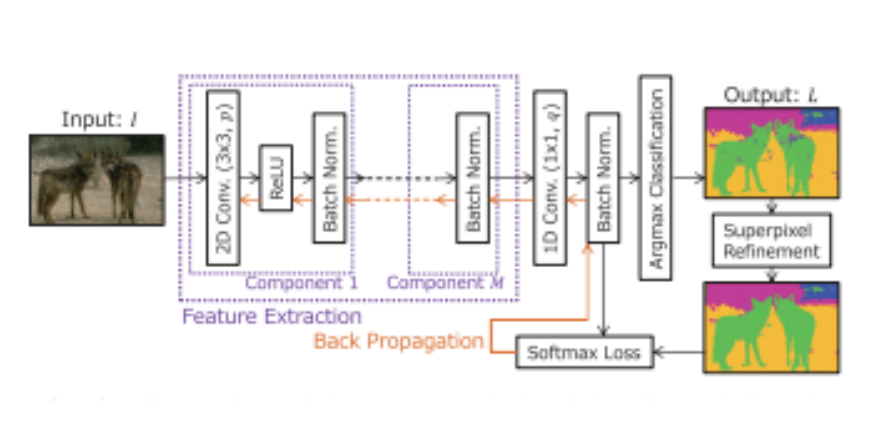 Input: I
2D Conv. (3x3, p)
ReLU
Batch Norm.
Component 1
Batch Norm.
Component M
Feature Extraction
1D Conv. (1x1, q)
Batch Norm.
Argmax Classification
Output: L
Superpixel
Refinement
Back Propagation
Softmax Loss